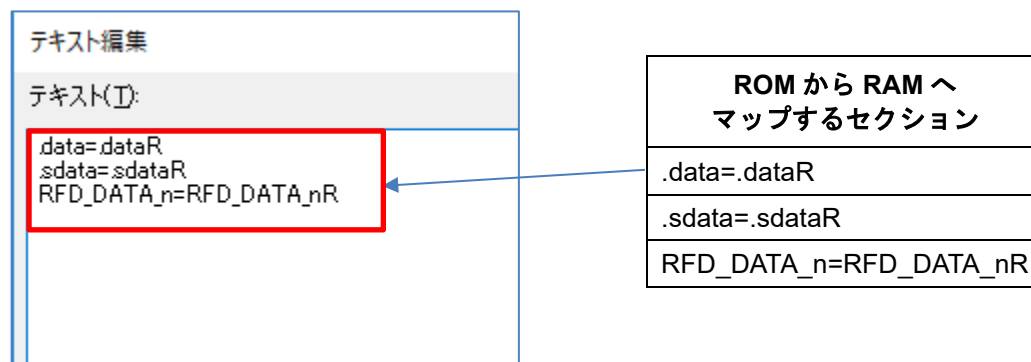 テキスト編集
テキスト(T):
.data=.dataR
.sdata=.sdataR
RFD_DATA_n=RFD_DATA_nR
ROM から RAM へ
マップするセクション
.data=.dataR
.sdata=.sdataR
RFD_DATA_n=RFD_DATA_nR